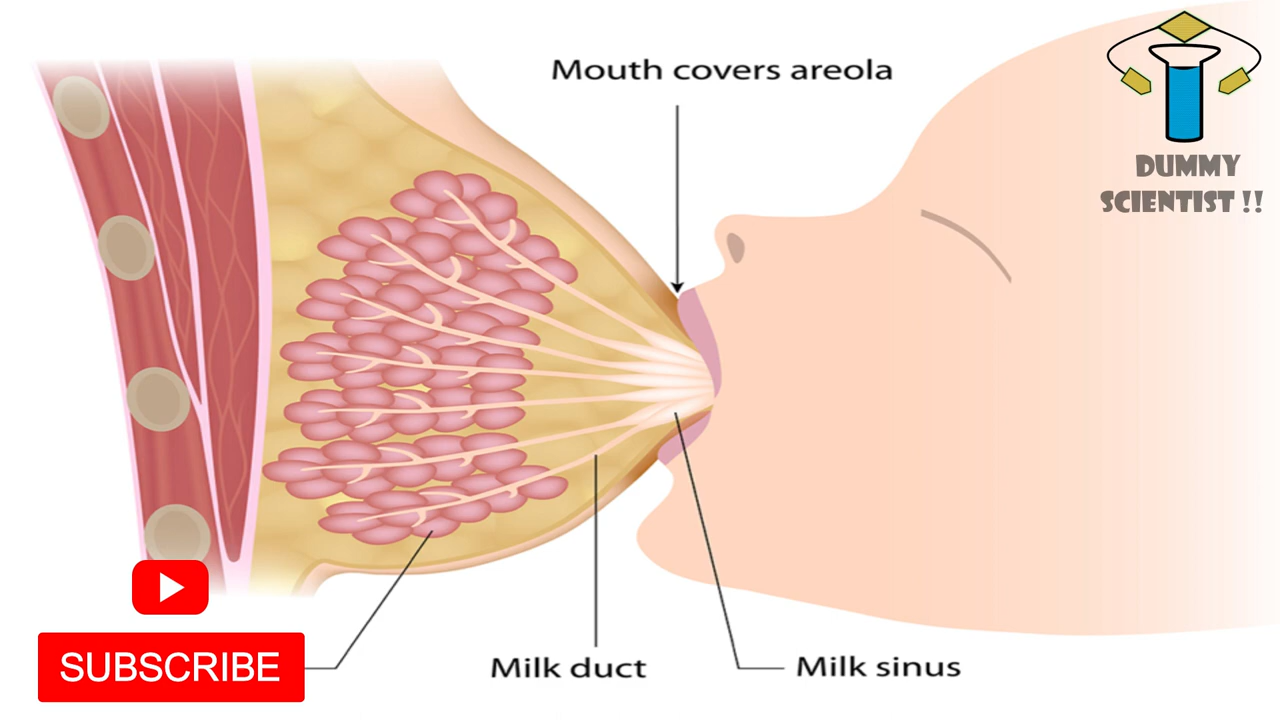 Mouth covers areola
DUMMY
SCIENTIST !!
SUBSCRIBE
Milk duct
Milk sinus